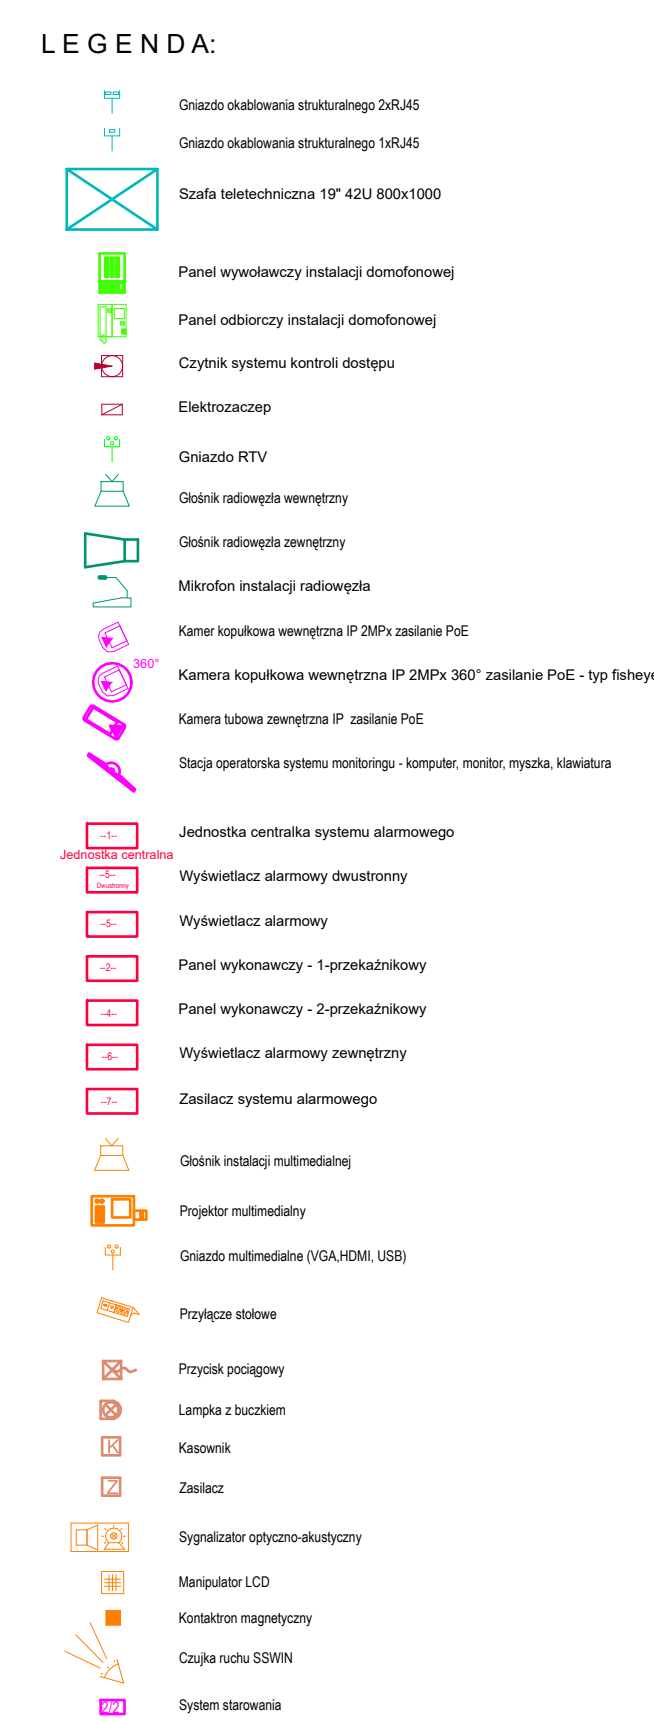 LEGENDA:
Gniazdo okablowania strukturalnego 2xRJ45
Gniazdo okablowania strukturalnego 1xRJ45
Szafa teletechniczna 19" 42U 800x1000
Panel wywoławczy instalacji domofonowej
Panel odbiorczy instalacji domofonowej
Czytnik systemu kontroli dostępu
Elektrozaczep
Gniazdo RTV
Głośnik radiowęzła wewnętrzny
Głośnik radiowęzła zewnętrzny
Mikrofon instalacji radiowęzła
Kamer kopułkowa wewnętrzna IP 2MPx zasilanie PoE
360°
Kamera kopułkowa wewnętrzna IP 2MPx 360° zasilanie PoE - typ fisheye
Kamera tubowa zewnętrzna IP zasilanie PoE
Stacja operatorska systemu monitoringu - komputer, monitor, myszka, klawiatura
--1-- Jednostka centralka systemu alarmowego
Jednostka centralna
--5-- Dwustronny Wyświetlacz alarmowy dwustronny
--5-- Wyświetlacz alarmowy
--2-- Panel wykonawczy - 1-przekaźnikowy
--4-- Panel wykonawczy - 2-przekaźnikowy
--6-- Wyświetlacz alarmowy zewnętrzny
--7-- Zasilacz systemu alarmowego
Głośnik instalacji multimedialnej
Projektor multimedialny
Gniazdo multimedialne (VGA,HDMI, USB)
Przyłącze stołowe
Przycisk pociągowy
Lampka z buczkiem
K Kasownik
Z Zasilacz
Sygnalizator optyczno-akustyczny
Manipulator LCD
Kontaktron magnetyczny
Czujka ruchu SSWIN
2/2 System starowania